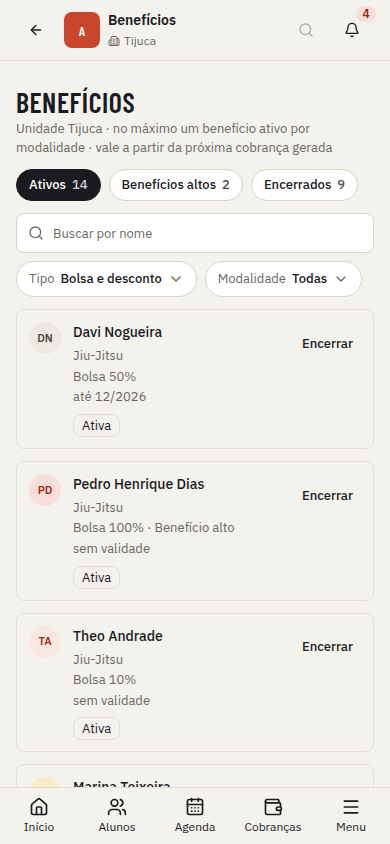 A
Benefícios
Tijuca
4
BENEFÍCIOS
Unidade Tijuca · no máximo um benefício ativo por
modalidade · vale a partir da próxima cobrança gerada
Ativos 14
Benefícios altos 2
Encerrados 9
Buscar por nome
Tipo Bolsa e desconto
Modalidade Todas
DN
Davi Nogueira
Encerrar
Jiu-Jitsu
Bolsa 50%
até 12/2026
Ativa
PD
Pedro Henrique Dias
Encerrar
Jiu-Jitsu
Bolsa 100% · Benefício alto
sem validade
Ativa
TA
Theo Andrade
Encerrar
Jiu-Jitsu
Bolsa 10%
sem validade
Ativa
Marina Teixeira
Início
Alunos
Agenda
Cobranças
Menu